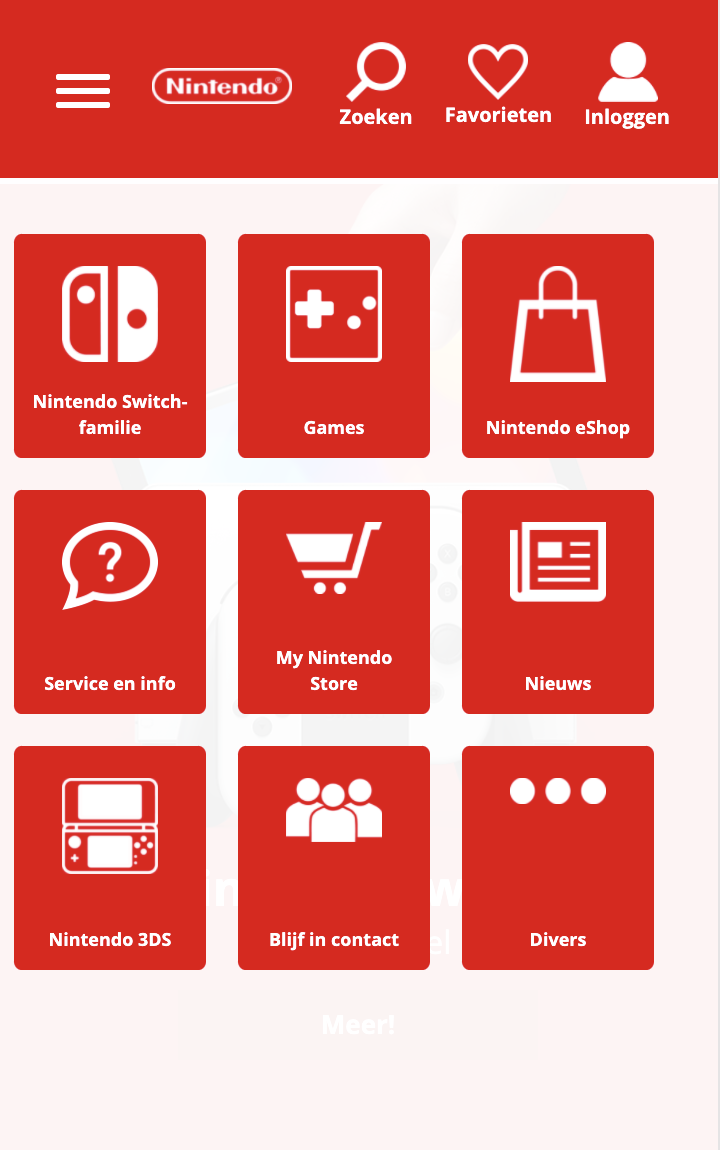 Nintendo
Zoeken
Favorieten
Inloggen
Nintendo Switch-
familie
Games
Nintendo eShop
?
Service en info
My Nintendo
Store
Nieuws
Nintendo 3DS
Blijf in contact
Divers
Meer!